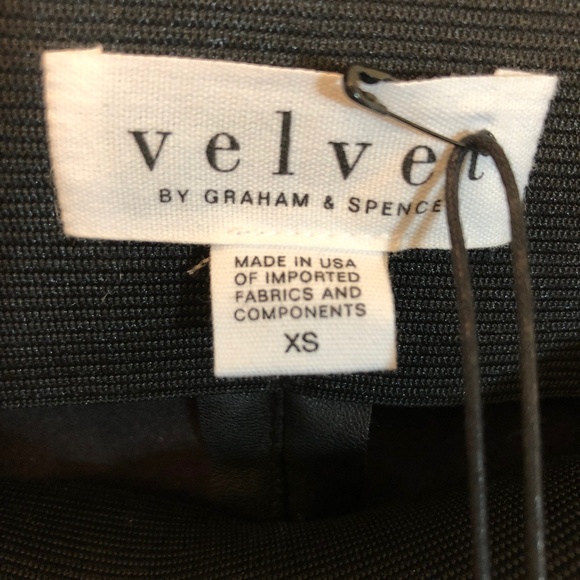 velvet
BY GRAHAM & SPENCE
MADE IN USA
OF IMPORTED
FABRICS AND
COMPONENTS
XS